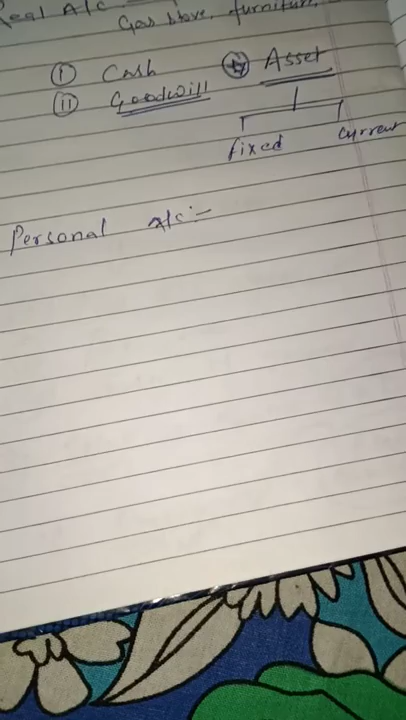 Real A/c
Gas stove, furniture,
(i) Cash
(ii) Goodwill
Asset
fixed
Current
Personal A/c:-